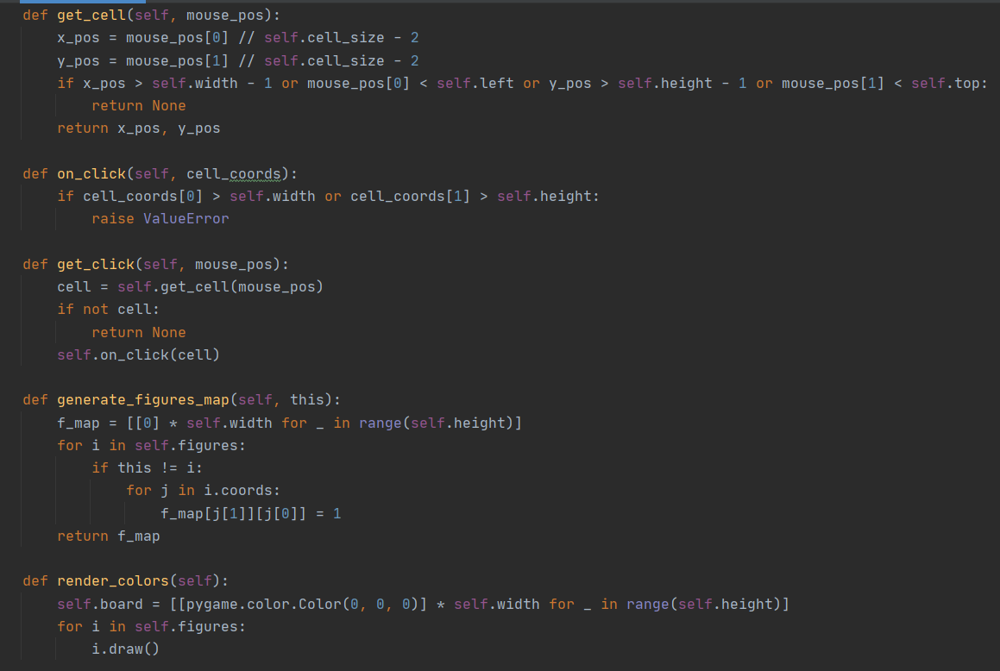 def get_cell(self, mouse_pos):
    x_pos = mouse_pos[0] // self.cell_size - 2
    y_pos = mouse_pos[1] // self.cell_size - 2
    if x_pos > self.width - 1 or mouse_pos[0] < self.left or y_pos > self.height - 1 or mouse_pos[1] < self.top:
        return None
    return x_pos, y_pos

def on_click(self, cell_coords):
    if cell_coords[0] > self.width or cell_coords[1] > self.height:
        raise ValueError

def get_click(self, mouse_pos):
    cell = self.get_cell(mouse_pos)
    if not cell:
        return None
    self.on_click(cell)

def generate_figures_map(self, this):
    f_map = [[0] * self.width for _ in range(self.height)]
    for i in self.figures:
        if this != i:
            for j in i.coords:
                f_map[j[1]][j[0]] = 1
    return f_map

def render_colors(self):
    self.board = [[pygame.color.Color(0, 0, 0)] * self.width for _ in range(self.height)]
    for i in self.figures:
        i.draw()